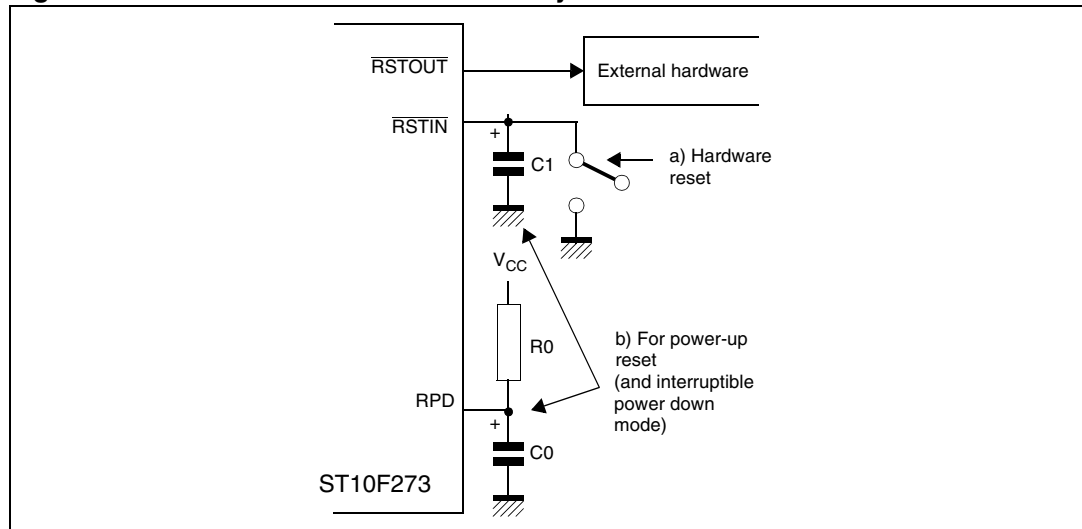 RSTOUT
External hardware
RSTIN
+
C1
a) Hardware
reset
VCC
R0
b) For power-up
reset
(and interruptible
power down
mode)
RPD
+
C0
ST10F273